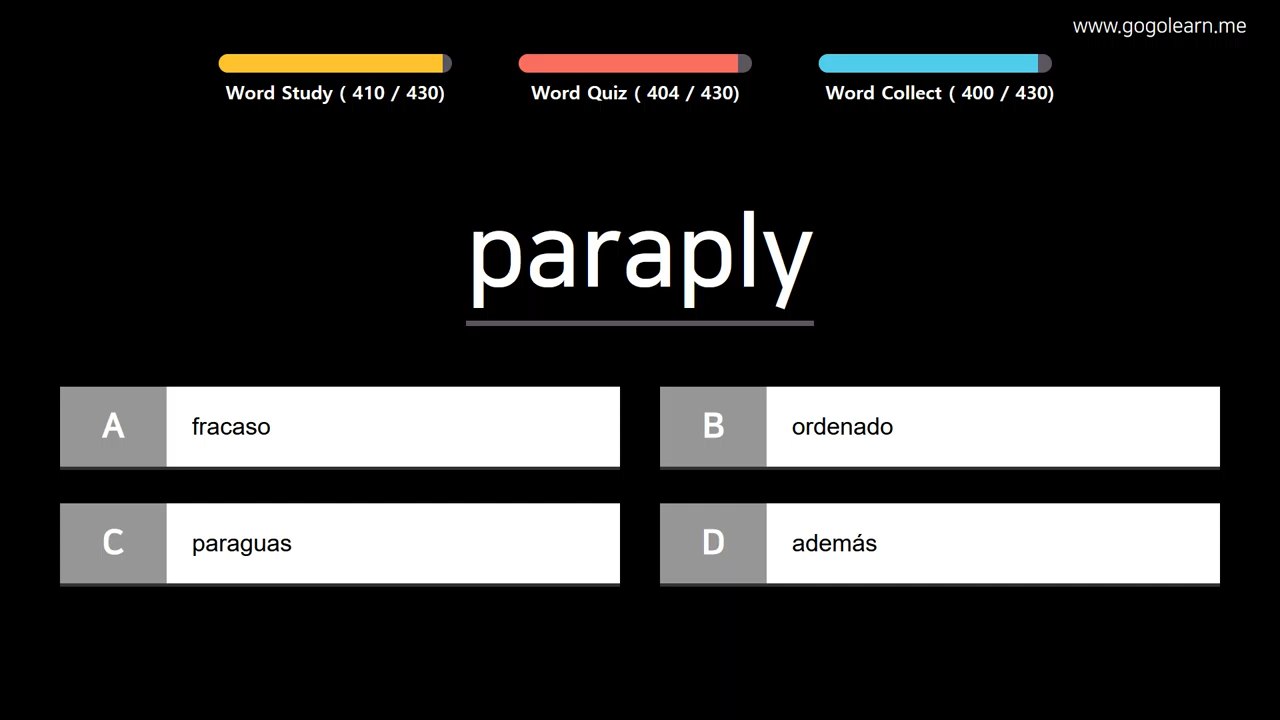 www.gogolearn.me
Word Study ( 410 / 430)
Word Quiz ( 404 / 430)
Word Collect ( 400 / 430)
paraply
A fracaso
B ordenado
C paraguas
D además